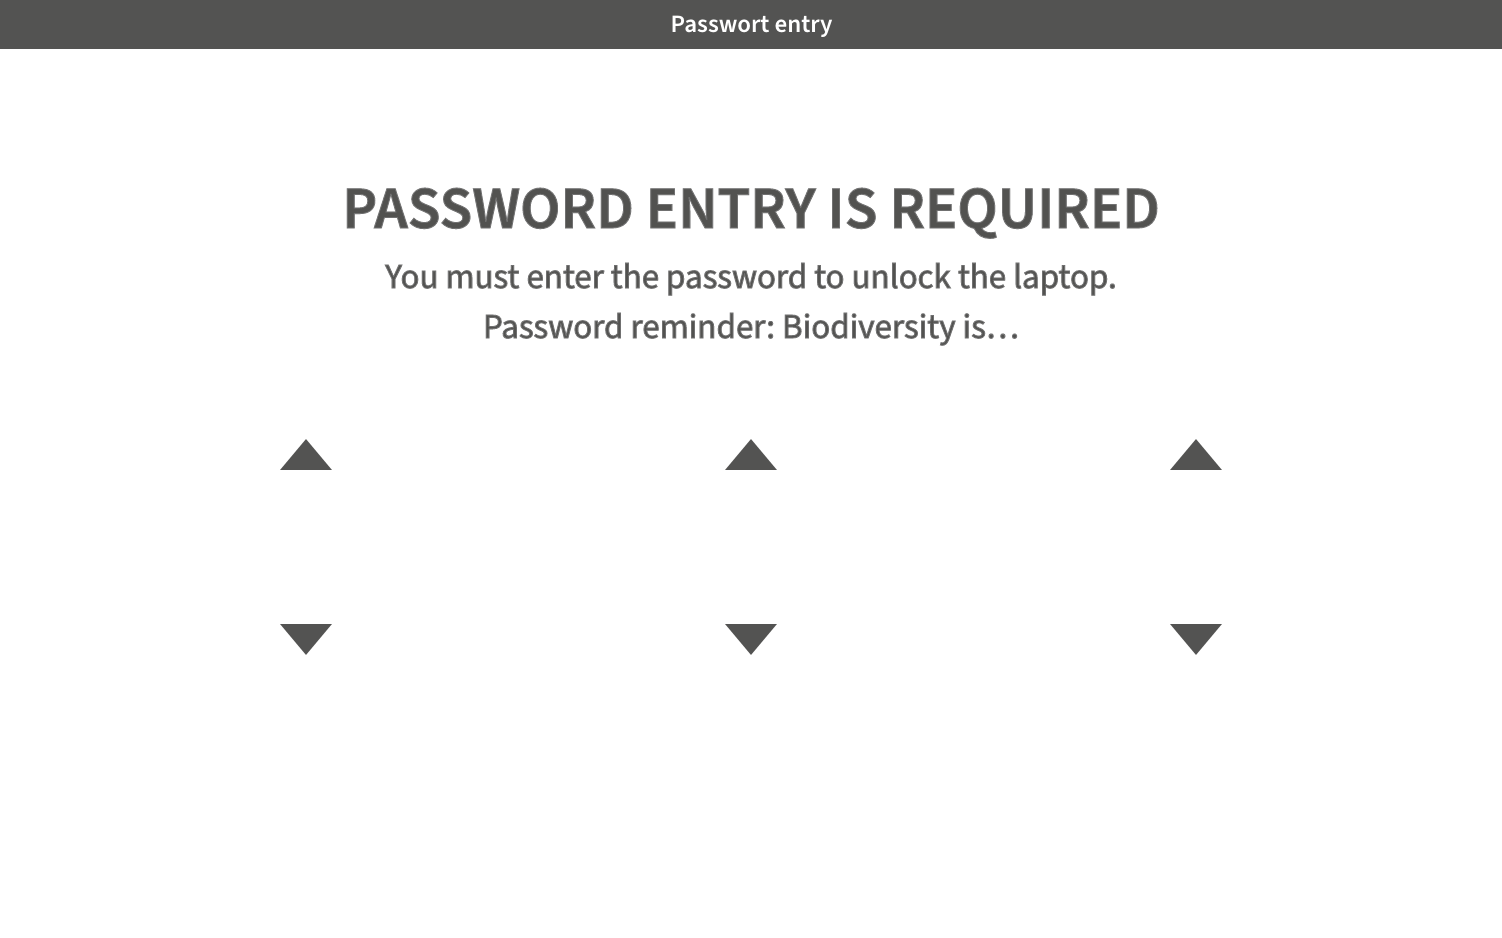 Passwort entry
PASSWORD ENTRY IS REQUIRED
You must enter the password to unlock the laptop.
Password reminder: Biodiversity is…